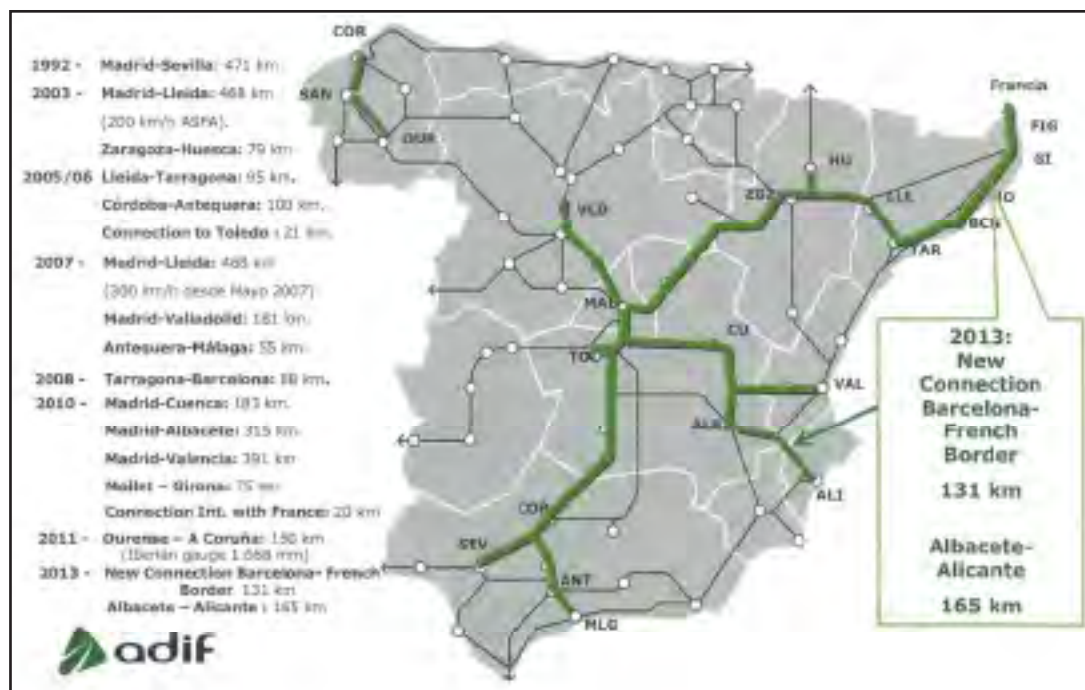 1992 - Madrid-Sevilla: 471 km.
2003 - Madrid-Lleida: 468 km
(200 km/h ASFA).
Zaragoza-Huesca: 79 km
2005/06 Lleida-Tarragona: 95 km.
Córdoba-Antequera: 100 km.
Connection to Toledo : 21 km.
2007 - Madrid-Lleida: 468 km
(300 km/h desde Mayo 2007)
Madrid-Valladolid: 181 km.
Antequera-Málaga: 55 km
2008 - Tarragona-Barcelona: 88 km.
2010 - Madrid-Cuenca: 183 km.
Madrid-Albacete: 315 km
Madrid-Valencia: 391 km
Mollet – Girona: 75 km
Connection Int. with France: 20 km
2011 - Ourense – A Coruña: 150 km
(Iberian gauge 1.668 mm)
2013 - New Connection Barcelona- French
Border 131 km
Albacete – Alicante : 165 km
adif
COR
SAN
OUR
VLD
MAD
TOL
CU
VAL
ALB
ALI
COR
SEV
ANT
MLG
ZGZ
HU
LLE
TAR
BCN
Francia
FIG
GI
2013:
New
Connection
Barcelona-
French
Border
131 km
Albacete-
Alicante
165 km